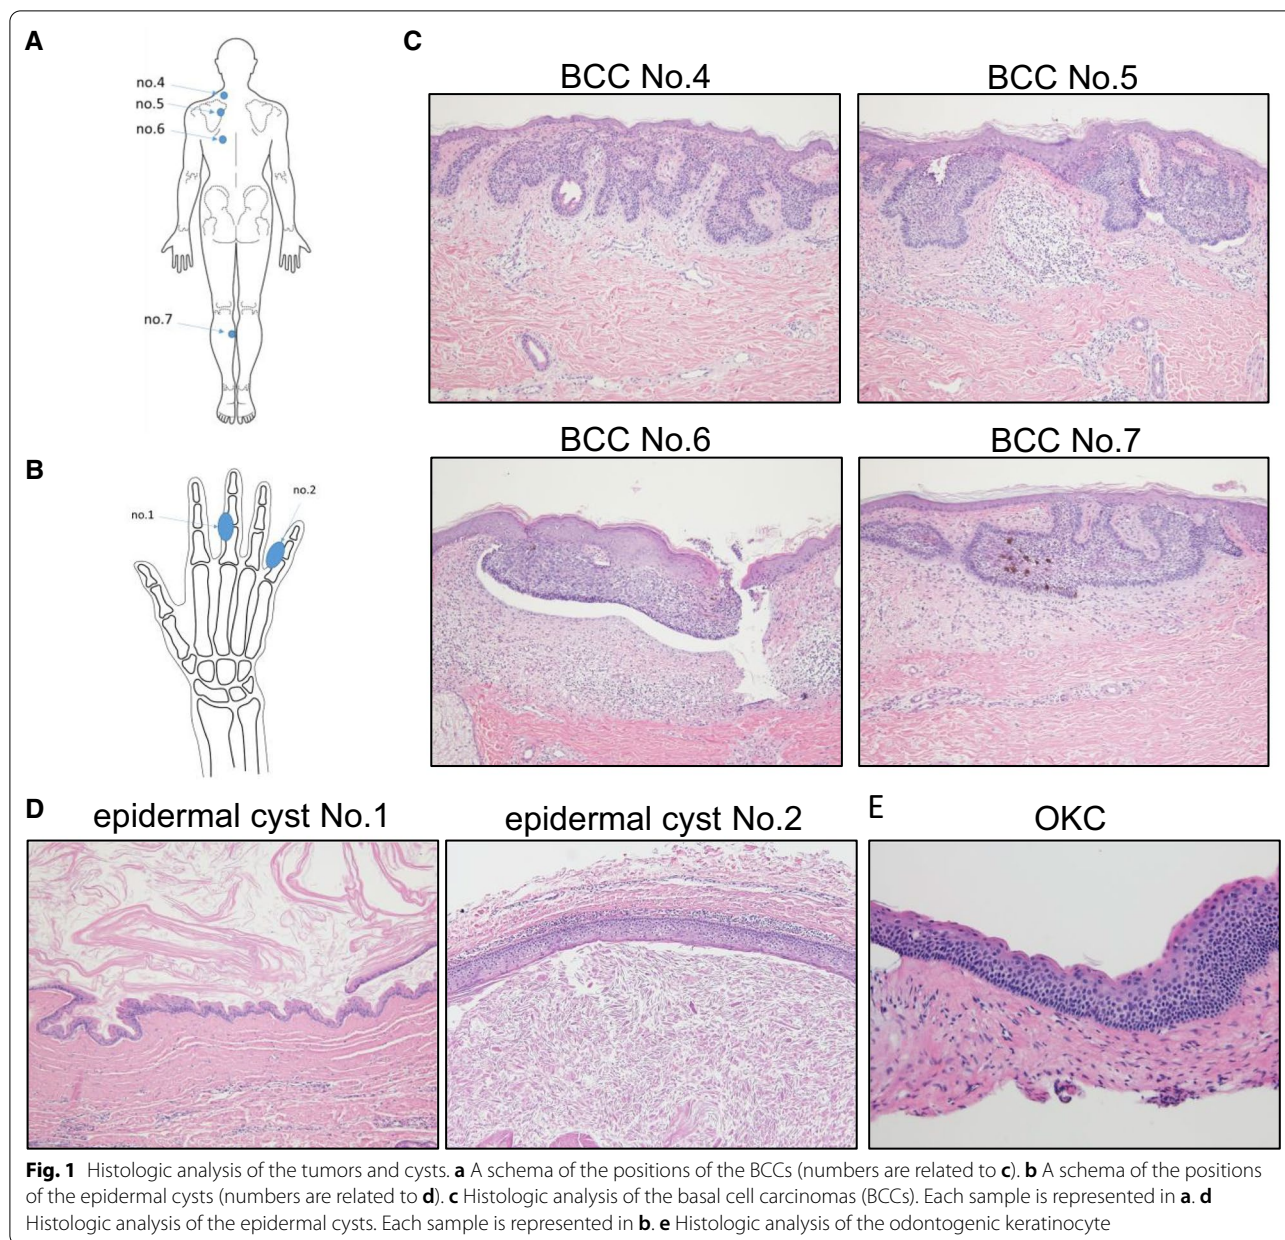 A
no.4
no.5
no.6
no.7
B
no.1
no.2
C
BCC No.4
BCC No.5
BCC No.6
BCC No.7
D
epidermal cyst No.1
epidermal cyst No.2
E
OKC
Fig. 1 Histologic analysis of the tumors and cysts. a A schema of the positions of the BCCs (numbers are related to c). b A schema of the positions
of the epidermal cysts (numbers are related to d). c Histologic analysis of the basal cell carcinomas (BCCs). Each sample is represented in a. d
Histologic analysis of the epidermal cysts. Each sample is represented in b. e Histologic analysis of the odontogenic keratinocyte